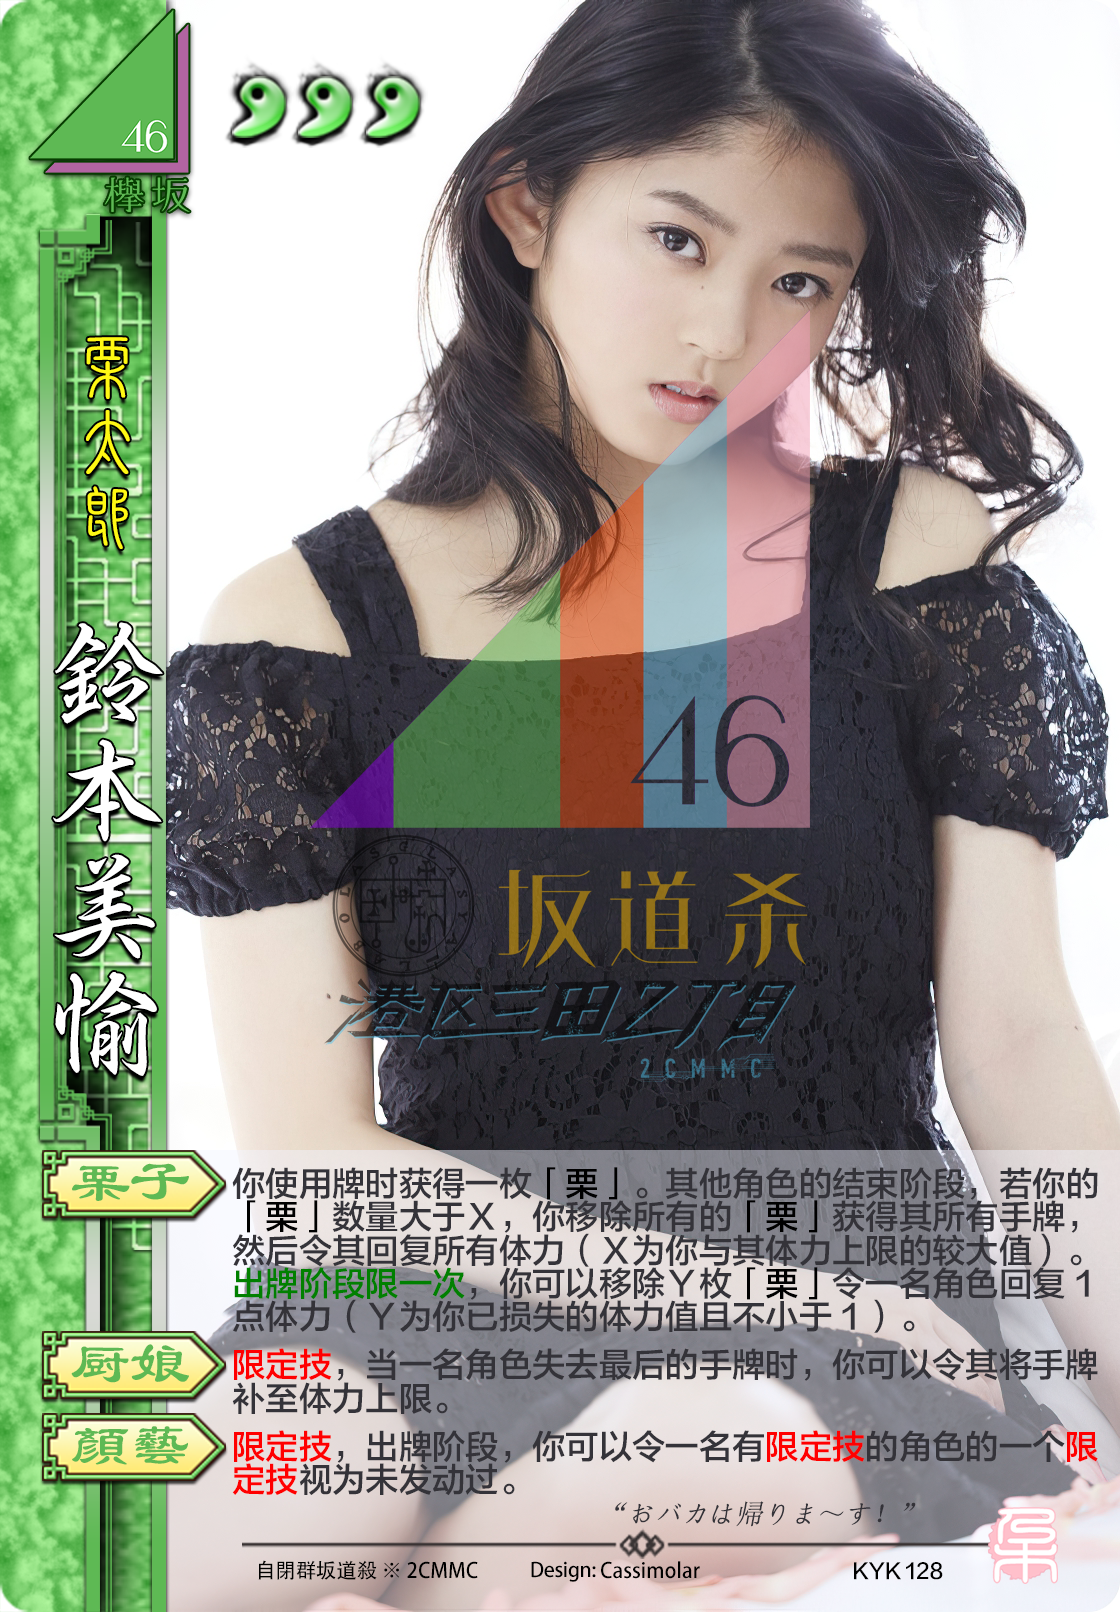 46
欅坂
栗太郎
鈴本美愉
46
坂道杀
港区三田2丁目
2CMMC
栗子
你使用牌时获得一枚「栗」。其他角色的结束阶段，若你的
「栗」数量大于X，你移除所有的「栗」获得其所有手牌，
然后令其回复所有体力（X为你与其体力上限的较大值）。
出牌阶段限一次，你可以移除Y枚「栗」令一名角色回复1
点体力（Y为你已损失的体力值且不小于1）。
厨娘
限定技，当一名角色失去最后的手牌时，你可以令其将手牌
补至体力上限。
顔藝
限定技，出牌阶段，你可以令一名有限定技的角色的一个限
定技视为未发动过。
“おバカは帰りま～す！”
自閉群坂道殺 ※ 2CMMC
Design: Cassimolar
KYK 128